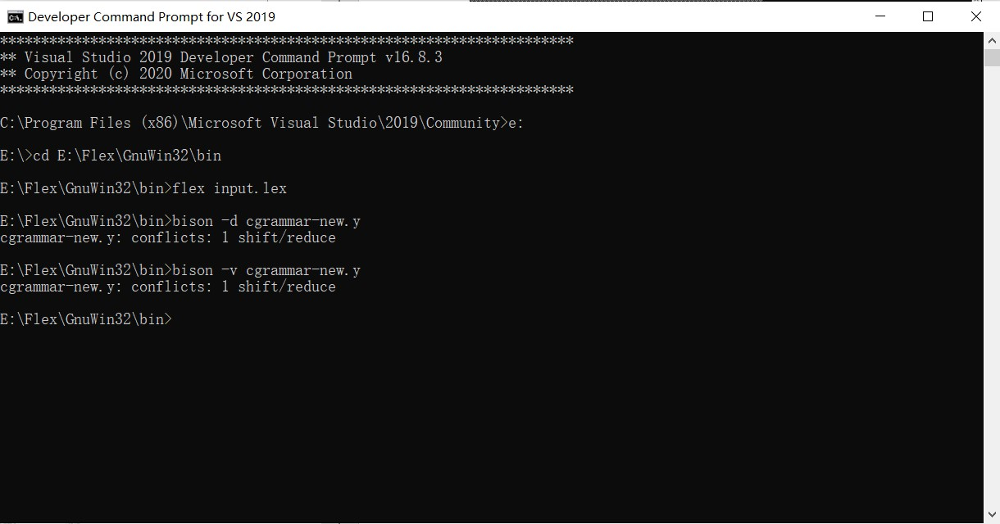 Developer Command Prompt for VS 2019
**********************************************************************
** Visual Studio 2019 Developer Command Prompt v16.8.3
** Copyright (c) 2020 Microsoft Corporation
**********************************************************************
C:\Program Files (x86)\Microsoft Visual Studio\2019\Community>e:
E:\>cd E:\Flex\GnuWin32\bin
E:\Flex\GnuWin32\bin>flex input.lex
E:\Flex\GnuWin32\bin>bison -d cgrammar-new.y
cgrammar-new.y: conflicts: 1 shift/reduce
E:\Flex\GnuWin32\bin>bison -v cgrammar-new.y
cgrammar-new.y: conflicts: 1 shift/reduce
E:\Flex\GnuWin32\bin>